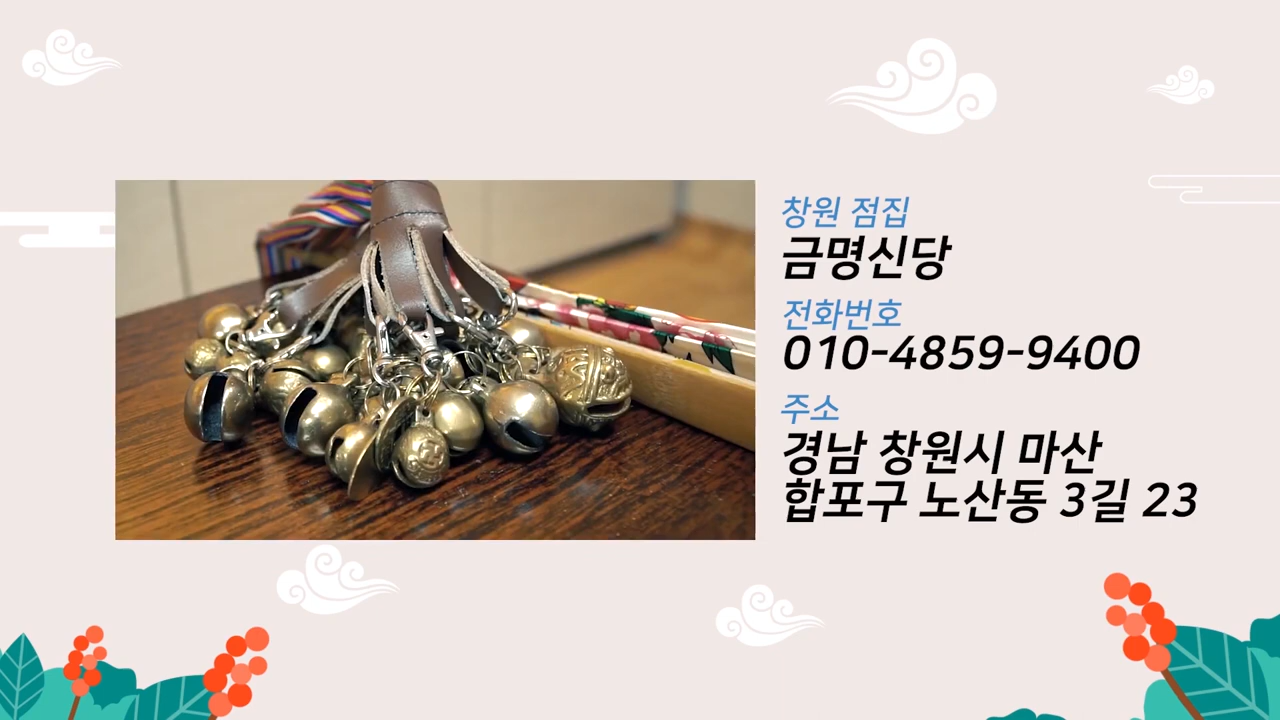 창원 점집
금명신당
전화번호
010-4859-9400
주소
경남 창원시 마산
합포구 노산동 3길 23